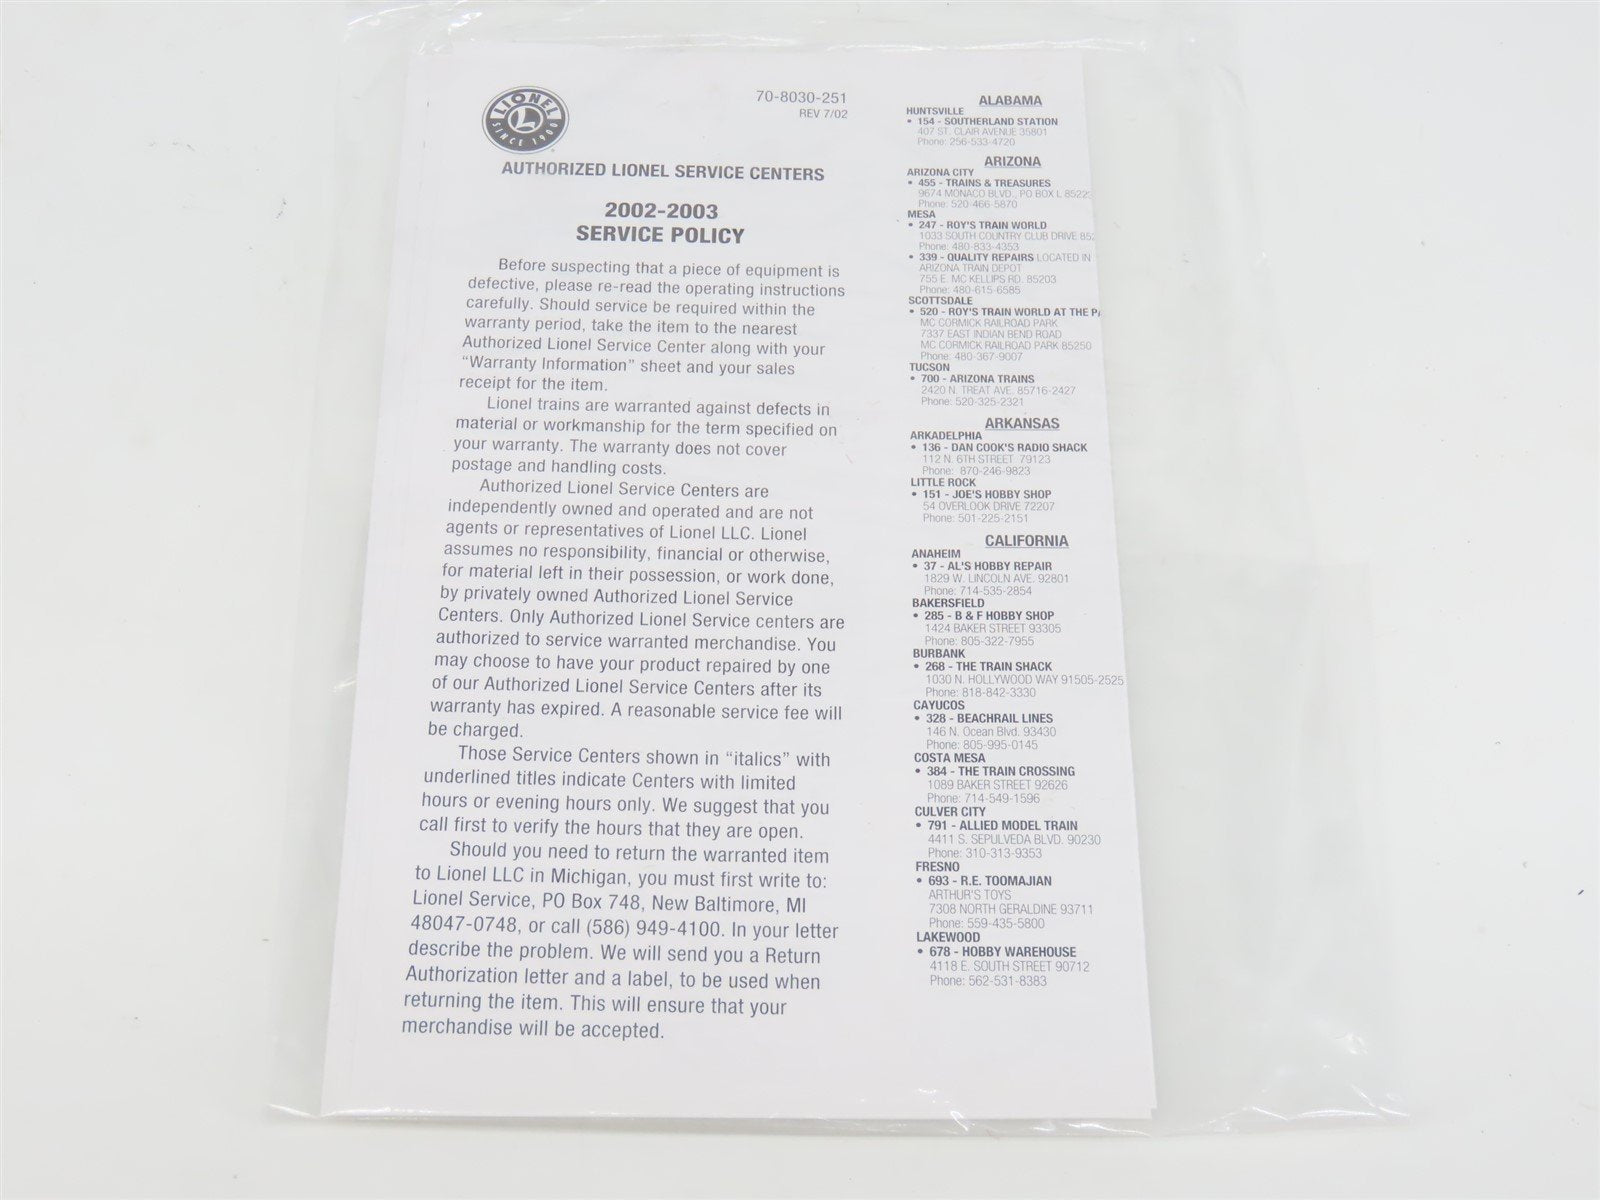 LIONEL
L
SINCE 1900
70-8030-251
REV 7/02
AUTHORIZED LIONEL SERVICE CENTERS
2002-2003
SERVICE POLICY
Before suspecting that a piece of equipment is
defective, please re-read the operating instructions
carefully. Should service be required within the
warranty period, take the item to the nearest
Authorized Lionel Service Center along with your
“Warranty Information” sheet and your sales
receipt for the item.
Lionel trains are warranted against defects in
material or workmanship for the term specified on
your warranty. The warranty does not cover
postage and handling costs.
Authorized Lionel Service Centers are
independently owned and operated and are not
agents or representatives of Lionel LLC. Lionel
assumes no responsibility, financial or otherwise,
for material left in their possession, or work done,
by privately owned Authorized Lionel Service
Centers. Only Authorized Lionel Service centers are
authorized to service warranted merchandise. You
may choose to have your product repaired by one
of our Authorized Lionel Service Centers after its
warranty has expired. A reasonable service fee will
be charged.
Those Service Centers shown in “italics” with
underlined titles indicate Centers with limited
hours or evening hours only. We suggest that you
call first to verify the hours that they are open.
Should you need to return the warranted item
to Lionel LLC in Michigan, you must first write to:
Lionel Service, PO Box 748, New Baltimore, MI
48047-0748, or call (586) 949-4100. In your letter
describe the problem. We will send you a Return
Authorization letter and a label, to be used when
returning the item. This will ensure that your
merchandise will be accepted.
ALABAMA
HUNTSVILLE
• 154 - SOUTHERLAND STATION
407 ST. CLAIR AVENUE 35801
Phone: 256-533-4720
ARIZONA
ARIZONA CITY
• 455 - TRAINS & TREASURES
9674 MONACO BLVD., PO BOX L 8522
Phone: 520-466-5870
MESA
• 247 - ROY'S TRAIN WORLD
1033 SOUTH COUNTRY CLUB DRIVE 85
Phone: 480-833-4353
• 339 - QUALITY REPAIRS LOCATED IN
ARIZONA TRAIN DEPOT
755 E. MC KELLIPS RD. 85203
Phone: 480-615-6585
SCOTTSDALE
• 520 - ROY'S TRAIN WORLD AT THE P
MC CORMICK RAILROAD PARK
7337 EAST INDIAN BEND ROAD
MC CORMICK RAILROAD PARK 85250
Phone: 480-367-9007
TUCSON
• 700 - ARIZONA TRAINS
2420 N. TREAT AVE. 85716-2427
Phone: 520-325-2321
ARKANSAS
ARKADELPHIA
• 136 - DAN COOK'S RADIO SHACK
112 N. 6TH STREET 79123
Phone: 870-246-9823
LITTLE ROCK
• 151 - JOE'S HOBBY SHOP
54 OVERLOOK DRIVE 72207
Phone: 501-225-2151
CALIFORNIA
ANAHEIM
• 37 - AL'S HOBBY REPAIR
1829 W. LINCOLN AVE. 92801
Phone: 714-535-2854
BAKERSFIELD
• 285 - B & F HOBBY SHOP
1424 BAKER STREET 93305
Phone: 805-322-7955
BURBANK
• 268 - THE TRAIN SHACK
1030 N. HOLLYWOOD WAY 91505-2525
Phone: 818-842-3330
CAYUCOS
• 328 - BEACHRAIL LINES
146 N. Ocean Blvd. 93430
Phone: 805-995-0145
COSTA MESA
• 384 - THE TRAIN CROSSING
1089 BAKER STREET 92626
Phone: 714-549-1596
CULVER CITY
• 791 - ALLIED MODEL TRAIN
4411 S. SEPULVEDA BLVD. 90230
Phone: 310-313-9353
FRESNO
• 693 - R.E. TOOMAJIAN
ARTHUR'S TOYS
7308 NORTH GERALDINE 93711
Phone: 559-435-5800
LAKEWOOD
• 678 - HOBBY WAREHOUSE
4118 E. SOUTH STREET 90712
Phone: 562-531-8383